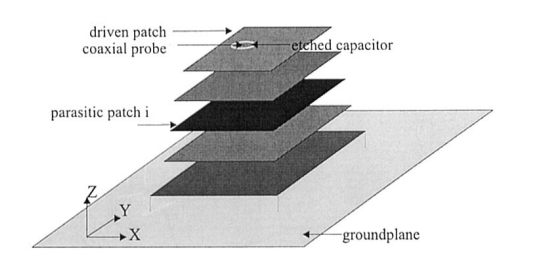 driven patch
coaxial probe
etched capacitor
parasitic patch i
Z
Y
X
groundplane